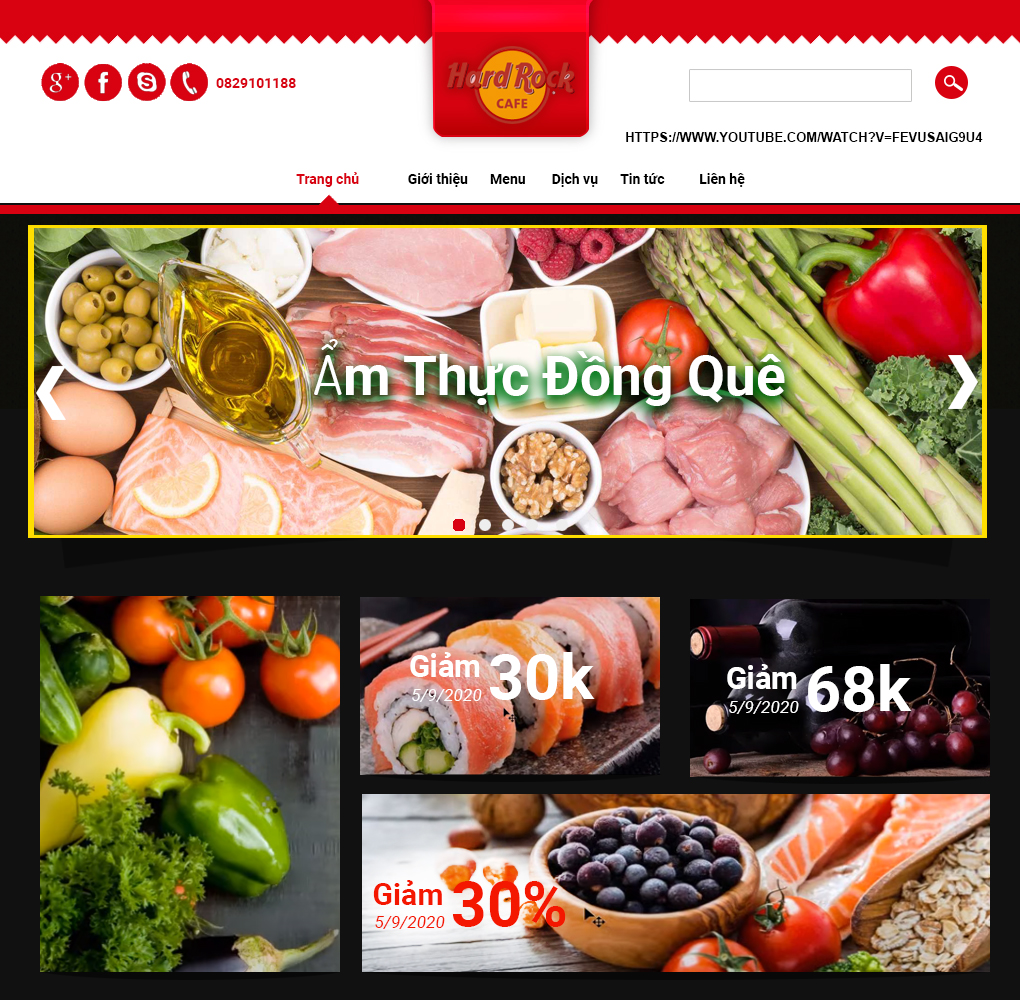 Hard Rock
CAFE
g+ f S 0829101188
HTTPS://WWW.YOUTUBE.COM/WATCH?V=FEVUSAIG9U4
Trang chủ Giới thiệu Menu Dịch vụ Tin tức Liên hệ
Ẩm Thực Đồng Quê
Giảm 30k
5/9/2020
Giảm 68k
5/9/2020
Giảm 30%
5/9/2020